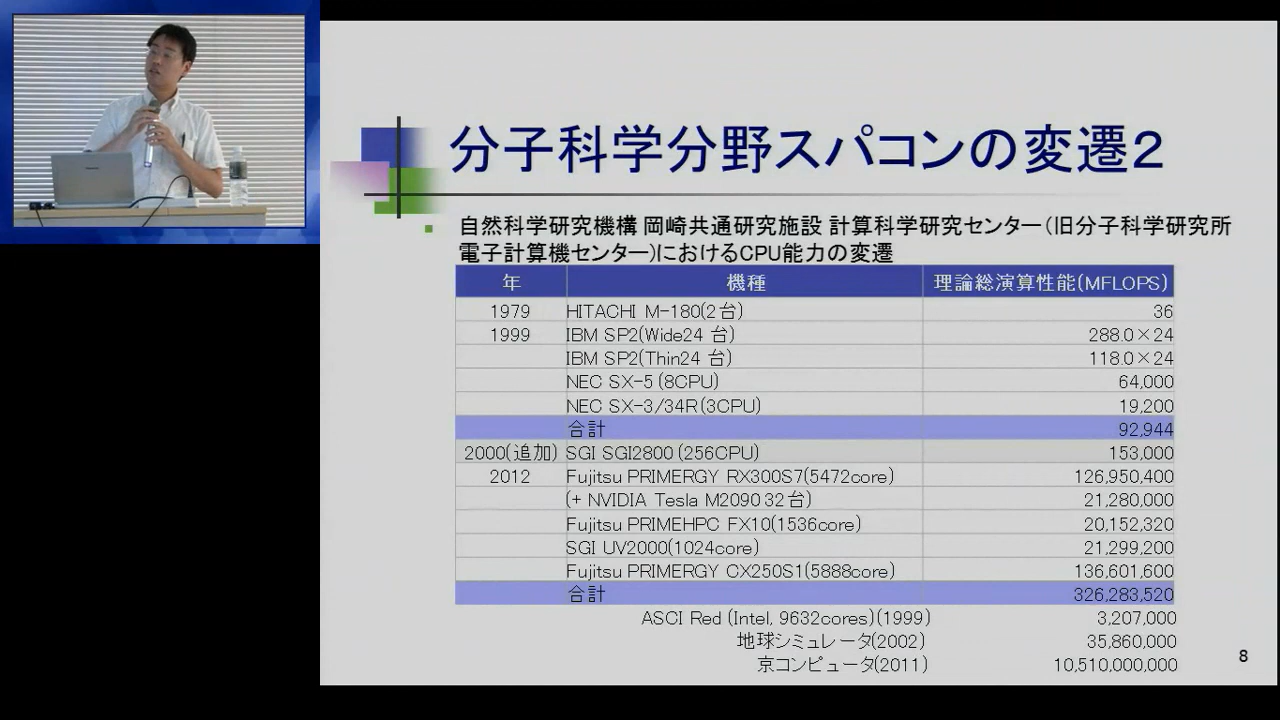 分子科学分野スパコンの変遷2
自然科学研究機構 岡崎共通研究施設 計算科学研究センター(旧分子科学研究所
電子計算機センター)におけるCPU能力の変遷
年 機種 理論総演算性能(MFLOPS)
1979 HITACHI M-180(2台) 36
1999 IBM SP2(Wide24 台) 288.0×24
IBM SP2(Thin24 台) 118.0×24
NEC SX-5 (8CPU) 64,000
NEC SX-3/34R(3CPU) 19,200
合計 92,944
2000(追加) SGI SGI2800 (256CPU) 153,000
2012 Fujitsu PRIMERGY RX300S7(5472core) 126,950,400
(+ NVIDIA Tesla M2090 32台) 21,280,000
Fujitsu PRIMEHPC FX10(1536core) 20,152,320
SGI UV2000(1024core) 21,299,200
Fujitsu PRIMERGY CX250S1(5888core) 136,601,600
合計 326,283,520
ASCI Red (Intel, 9632cores)(1999) 3,207,000
地球シミュレータ(2002) 35,860,000
京コンピュータ(2011) 10,510,000,000
8